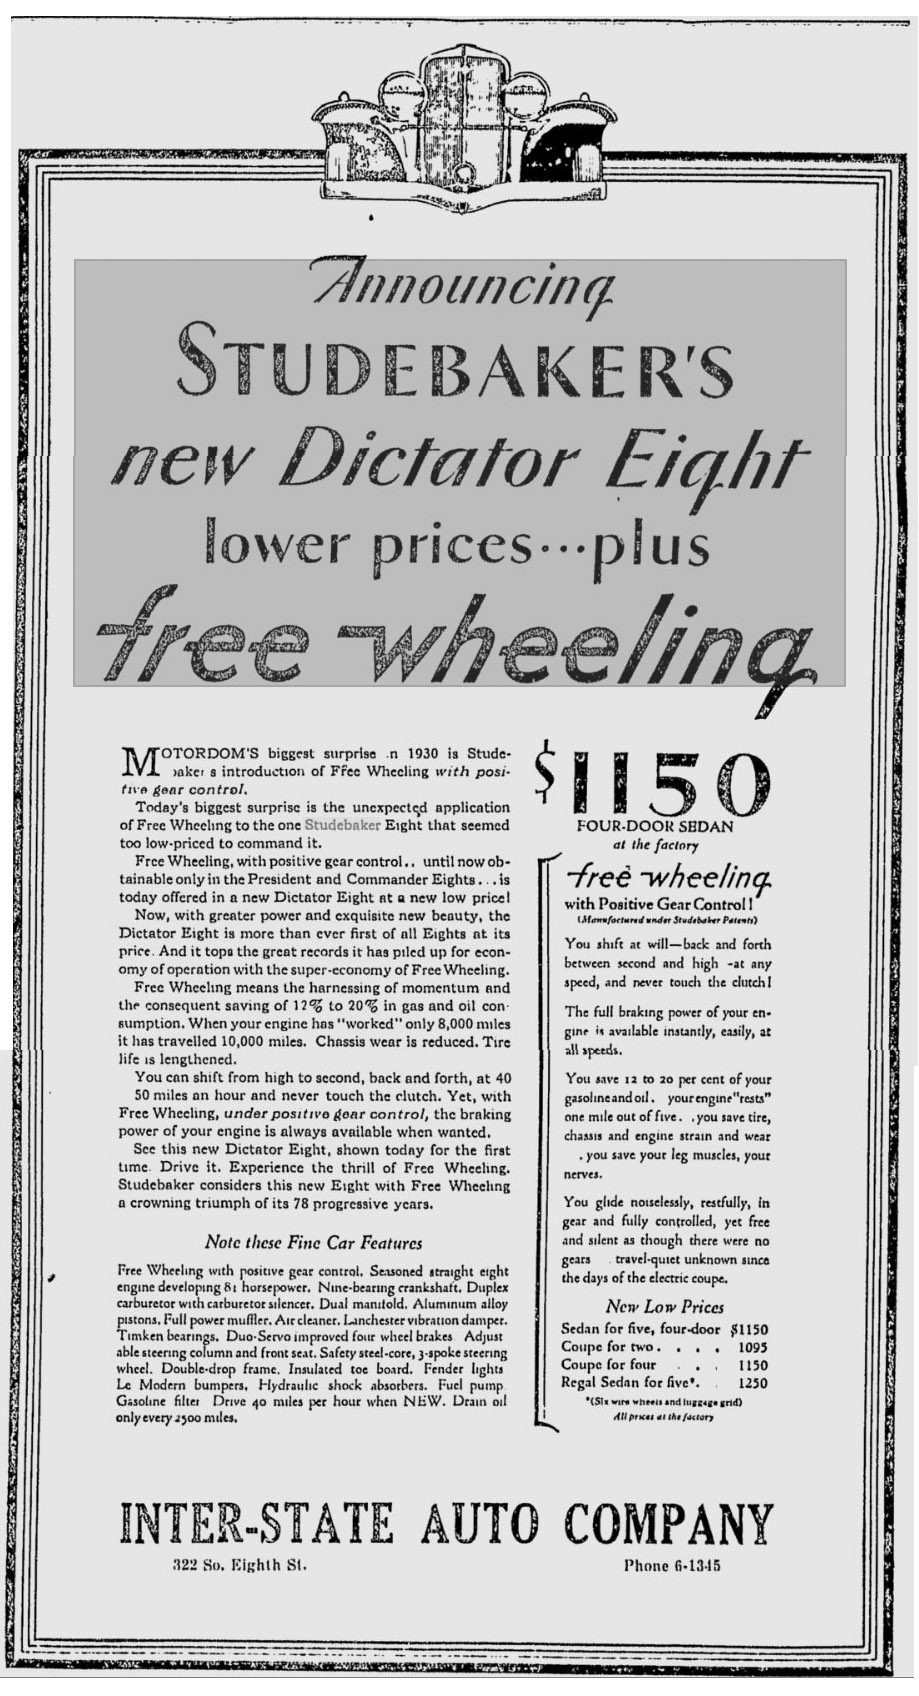 Announcing
STUDEBAKER'S
new Dictator Eight
lower prices...plus
free wheeling
MOTORDOM'S biggest surprise .n 1930 is Stude-
s introduction of Free Wheeling with posi-
tive gear control.
Today's biggest surprise is the unexpected application
of Free Wheeling to the one Studebaker Eight that seemed
too low-priced to command it.
Free Wheeling, with positive gear control.. until now ob-
tainable only in the President and Commander Eights...is
today offered in a new Dictator Eight at a new low price!
Now, with greater power and exquisite new beauty, the
Dictator Eight is more than ever first of all Eights at its
price. And it tops the great records it has piled up for econ-
omy of operation with the super-economy of Free Wheeling.
Free Wheeling means the harnessing of momentum and
the consequent saving of 12% to 20% in gas and oil con-
sumption. When your engine has "worked" only 8,000 miles
it has travelled 10,000 miles. Chassis wear is reduced. Tire
life is lengthened.
You can shift from high to second, back and forth, at 40
50 miles an hour and never touch the clutch. Yet, with
Free Wheeling, under positive gear control, the braking
power of your engine is always available when wanted.
See this new Dictator Eight, shown today for the first
time. Drive it. Experience the thrill of Free Wheeling.
Studebaker considers this new Eight with Free Wheeling
a crowning triumph of its 78 progressive years.
Note these Fine Car Features
Free Wheeling with positive gear control. Seasoned straight eight
engine developing 81 horsepower. Nine-bearing crankshaft. Duplex
carburetor with carburetor silencer. Dual manifold. Aluminum alloy
pistons. Full power muffler. Air cleaner. Lanchester vibration damper.
Timken bearings. Duo-Servo improved four wheel brakes Adjust
able steering column and front seat. Safety steel-core, 3-spoke steering
wheel. Double-drop frame. Insulated toe board. Fender lights
Le Modern bumpers. Hydraulic shock absorbers. Fuel pump
Gasoline filter Drive 40 miles per hour when NEW. Drain oil
only every 2500 miles.
$1150
FOUR-DOOR SEDAN
at the factory
free wheeling
with Positive Gear Control!
(Manufactured under Studebaker Patents)
You shift at will—back and forth
between second and high -at any
speed, and never touch the clutch!
The full braking power of your en-
gine is available instantly, easily, at
all speeds.
You save 12 to 20 per cent of your
gasoline and oil. your engine "rests"
one mile out of five. . you save tire,
chassis and engine strain and wear
. you save your leg muscles, your
nerves.
You glide noiselessly, restfully, in
gear and fully controlled, yet free
and silent as though there were no
gears . travel-quiet unknown since
the days of the electric coupe.
New Low Prices
Sedan for five, four-door $1150
Coupe for two . . . . 1095
Coupe for four . . . 1150
Regal Sedan for five*. . 1250
*(Six wire wheels and luggage grid)
All prices at the factory
INTER-STATE AUTO COMPANY
322 So. Eighth St. Phone 6-1345